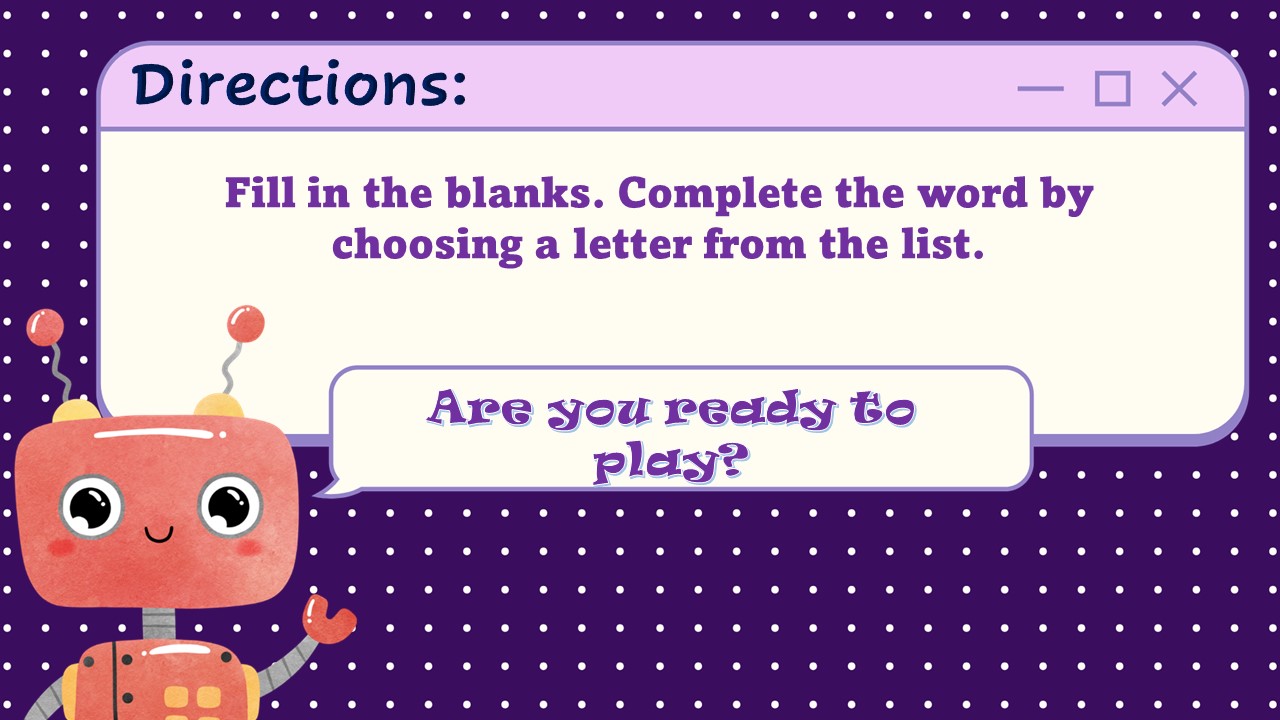 Directions:
Fill in the blanks. Complete the word by
choosing a letter from the list.
Are you ready to
play?